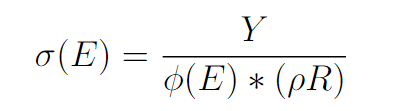 σ(E) = Y / ϕ(E) ∗ (ρR)